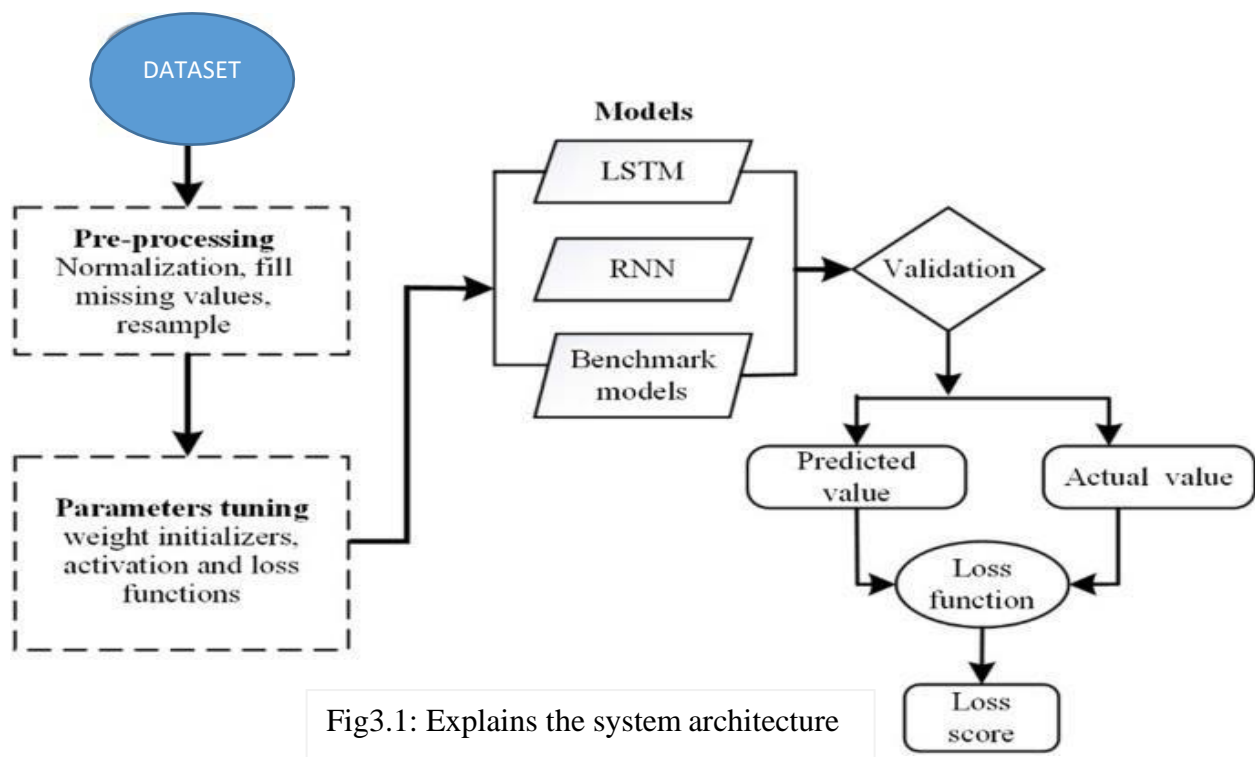 DATASET
Pre-processing
Normalization, fill
missing values,
resample
Parameters tuning
weight initializers,
activation and loss
functions
Models
LSTM
RNN
Benchmark
models
Validation
Predicted
value
Actual value
Loss
function
Loss
score
Fig3.1: Explains the system architecture